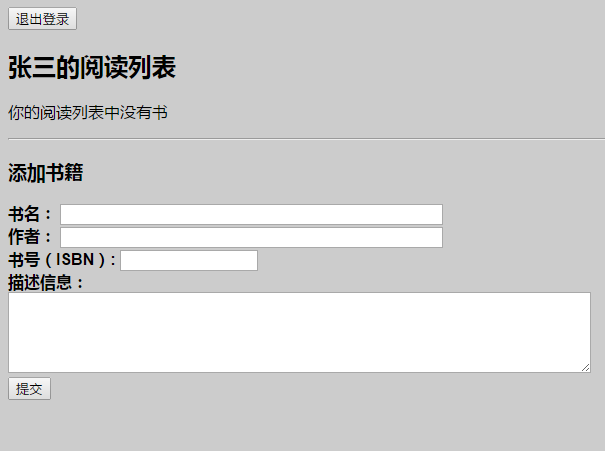 退出登录
张三的阅读列表
你的阅读列表中没有书
添加书籍
书名：
作者：
书号（ISBN）:
描述信息：
提交